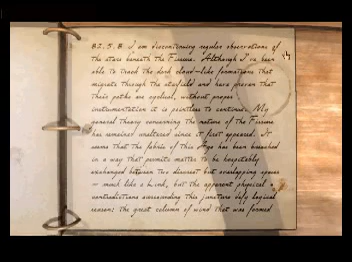 87.5.8. I am discontinuing regular observations of
the stars beneath the Fissure. Although I've been
able to track the dark cloud-like formations that
migrate through the starfield and have proven that
their paths are cyclical, without proper
instrumentation it is pointless to continue. My
general theory concerning the nature of the Fissure
has remained unaltered since it first appeared. It
seems that the fabric of this Age has been breached
in a way that permits matter to be
exchanged between two discreet but overlapping spaces
- much like a Link, but the apparent physical
contradictions surrounding this juncture defy logical
reason: the great column of wind that was formed